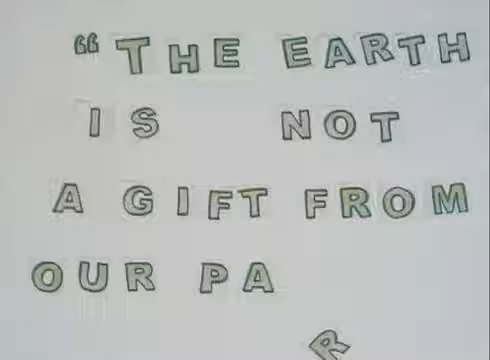 “THE EARTH
IS NOT
A GIFT FROM
OUR PA
R